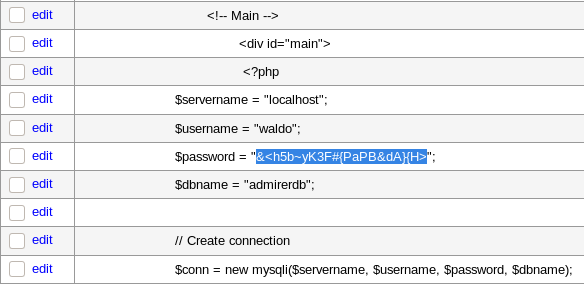 edit <!-- Main -->
edit <div id="main">
edit <?php
edit $servername = "localhost";
edit $username = "waldo";
edit $password = "&<h5b~yK3F#{PaPB&dA}{H>";
edit $dbname = "admirerdb";
edit
edit // Create connection
edit $conn = new mysqli($servername, $username, $password, $dbname);